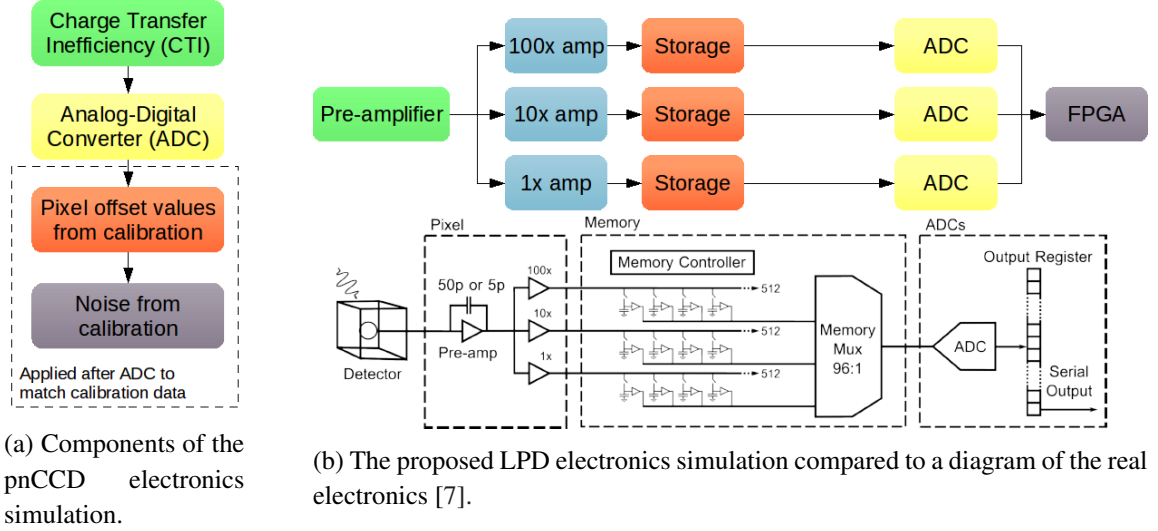 Charge Transfer
Inefficiency (CTI)
Analog-Digital
Converter (ADC)
Pixel offset values
from calibration
Noise from
calibration
Applied after ADC to
match calibration data
(a) Components of the
pnCCD electronics
simulation.
Pre-amplifier
100x amp
Storage
ADC
10x amp
Storage
ADC
1x amp
Storage
ADC
FPGA
Pixel
Memory
ADCs
50p or 5p
Pre-amp
Detector
100x
10x
1x
Memory Controller
512
512
512
Memory
Mux
96:1
ADC
Output Register
Serial
Output
(b) The proposed LPD electronics simulation compared to a diagram of the real
electronics [7].